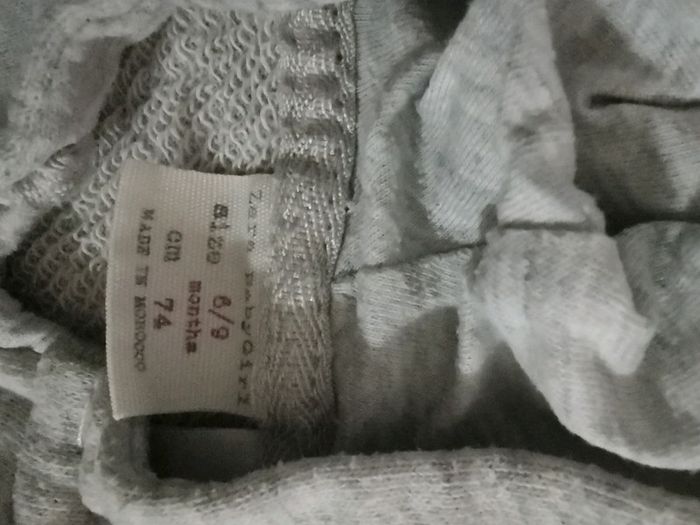 Zara BabyGirl
size 6/9
months
cm 74
MADE IN MOROCCO